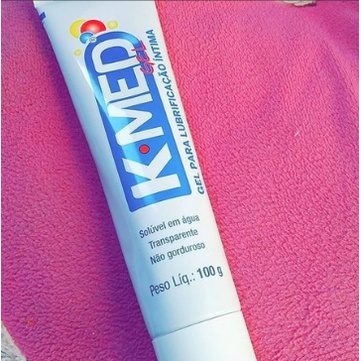 K·MED
GEL
GEL PARA LUBRIFICAÇÃO ÍNTIMA
Solúvel em água
Transparente
Não gorduroso
Peso Líq.: 100 g